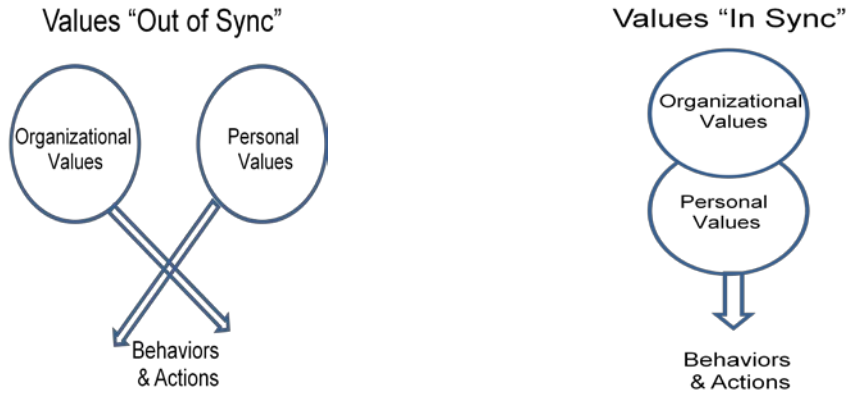 Values “Out of Sync”
Organizational
Values
Personal
Values
Behaviors
& Actions
Values “In Sync”
Organizational
Values
Personal
Values
Behaviors
& Actions